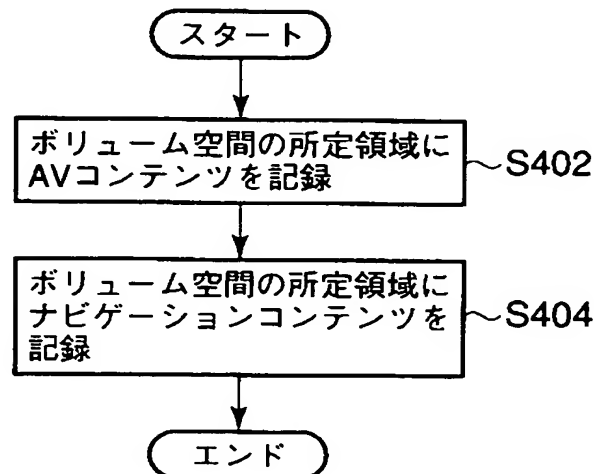 スタート
ボリューム空間の所定領域に
AVコンテンツを記録
S402
ボリューム空間の所定領域に
ナビゲーションコンテンツを
記録
S404
エンド